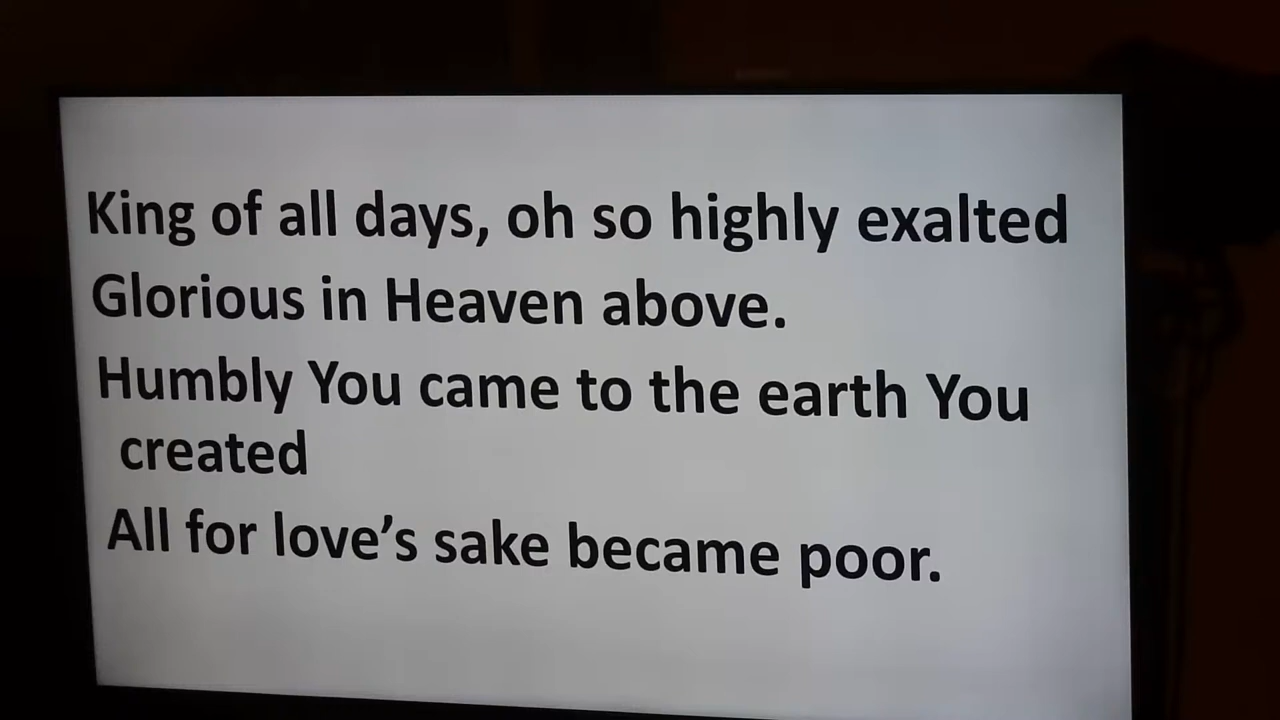 King of all days, oh so highly exalted
Glorious in Heaven above.
Humbly You came to the earth You
created
All for love’s sake became poor.